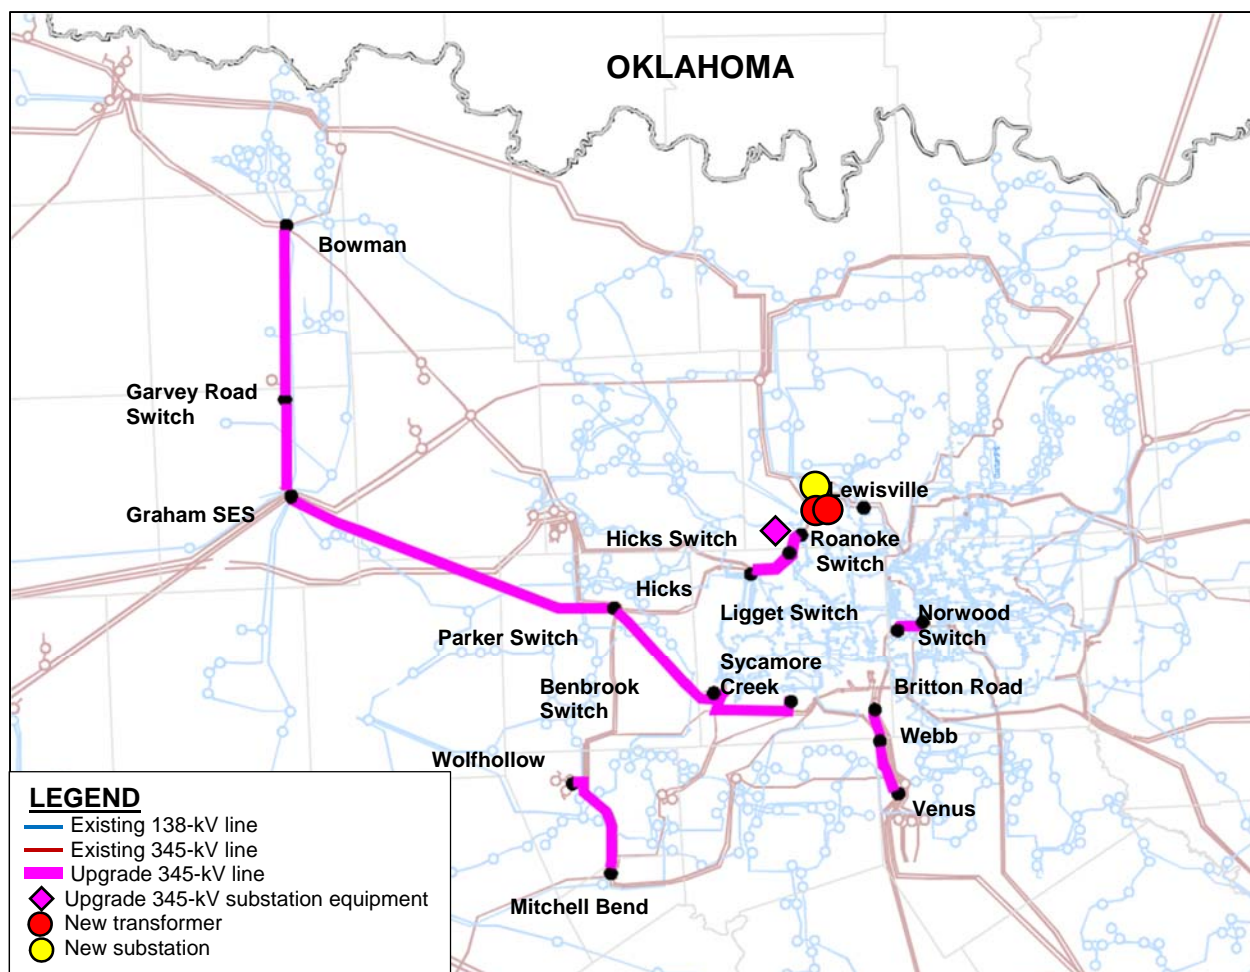 OKLAHOMA
Bowman
Garvey Road
Switch
Graham SES
Lewisville
Hicks Switch
Roanoke
Switch
Hicks
Ligget Switch
Norwood
Switch
Parker Switch
Sycamore
Creek
Benbrook
Switch
Britton Road
Webb
Wolfhollow
Venus
Mitchell Bend
LEGEND
Existing 138-kV line
Existing 345-kV line
Upgrade 345-kV line
Upgrade 345-kV substation equipment
New transformer
New substation